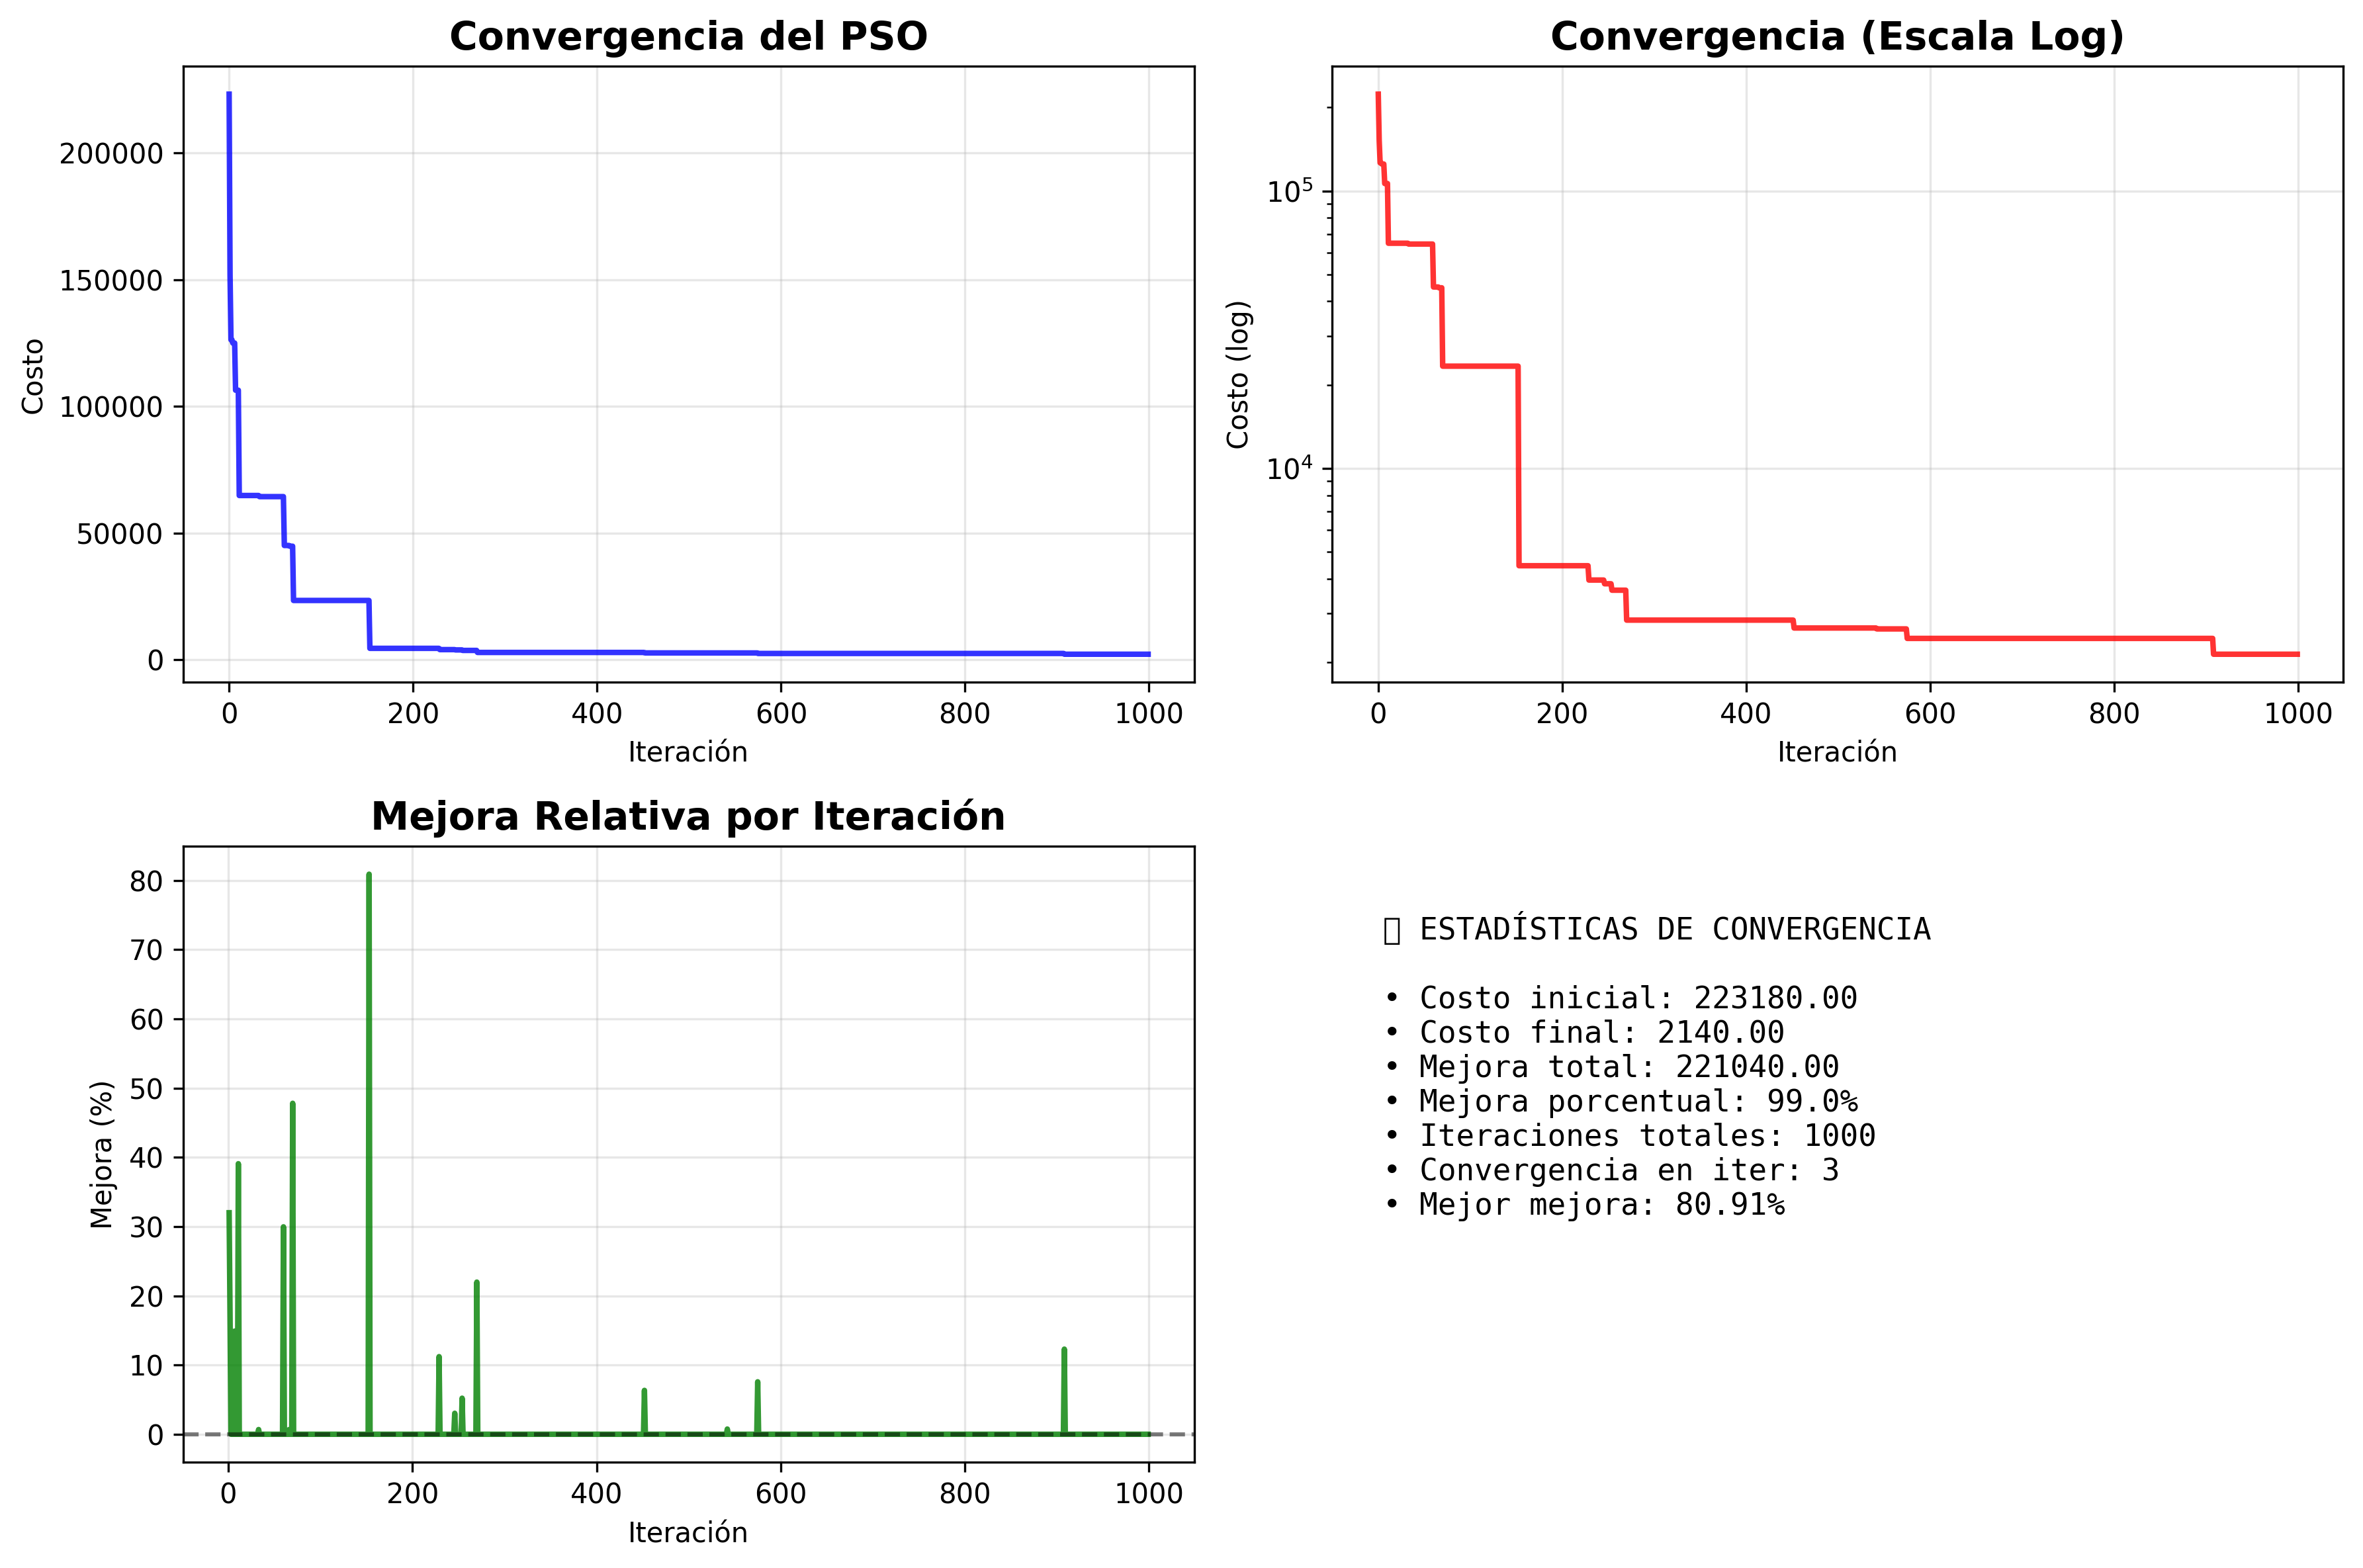 Convergencia del PSO
Costo
200000
150000
100000
50000
0
0 200 400 600 800 1000
Iteración
Convergencia (Escala Log)
Costo (log)
10⁵
10⁴
0 200 400 600 800 1000
Iteración
Mejora Relativa por Iteración
Mejora (%)
80
70
60
50
40
30
20
10
0
0 200 400 600 800 1000
Iteración
ESTADÍSTICAS DE CONVERGENCIA
• Costo inicial: 223180.00
• Costo final: 2140.00
• Mejora total: 221040.00
• Mejora porcentual: 99.0%
• Iteraciones totales: 1000
• Convergencia en iter: 3
• Mejor mejora: 80.91%